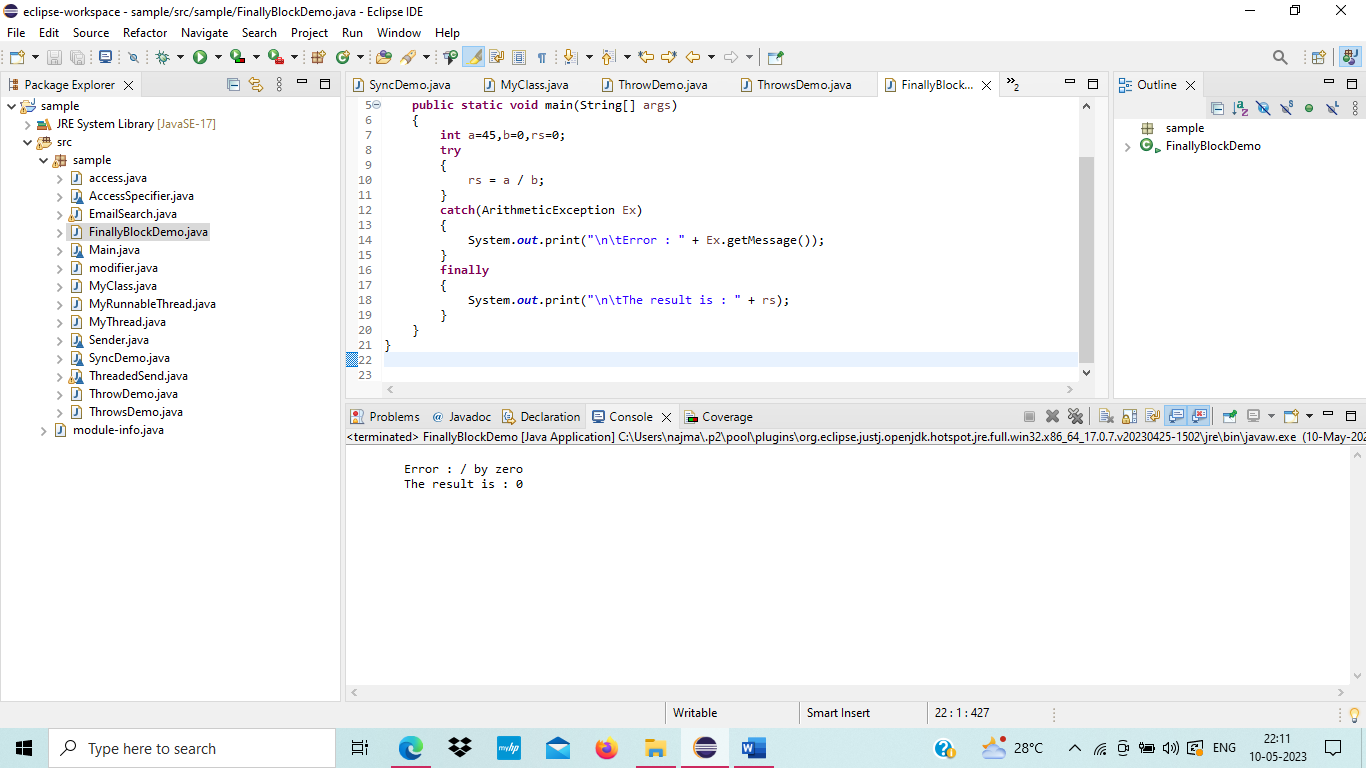 eclipse-workspace - sample/src/sample/FinallyBlockDemo.java - Eclipse IDE
File Edit Source Refactor Navigate Search Project Run Window Help
Package Explorer
sample
JRE System Library [JavaSE-17]
src
sample
access.java
AccessSpecifier.java
EmailSearch.java
FinallyBlockDemo.java
Main.java
modifier.java
MyClass.java
MyRunnableThread.java
MyThread.java
Sender.java
SyncDemo.java
ThreadedSend.java
ThrowDemo.java
ThrowsDemo.java
module-info.java
SyncDemo.java MyClass.java ThrowDemo.java ThrowsDemo.java FinallyBlock... »2
5 public static void main(String[] args)
6 {
7 int a=45,b=0,rs=0;
8 try
9 {
10 rs = a / b;
11 }
12 catch(ArithmeticException Ex)
13 {
14 System.out.print("\n\tError : " + Ex.getMessage());
15 }
16 finally
17 {
18 System.out.print("\n\tThe result is : " + rs);
19 }
20 }
21 }
22
23
Outline
sample
FinallyBlockDemo
Problems @ Javadoc Declaration Console Coverage
<terminated> FinallyBlockDemo [Java Application] C:\Users\najma\.p2\pool\plugins\org.eclipse.justj.openjdk.hotspot.jre.full.win32.x86_64_17.0.7.v20230425-1502\jre\bin\javaw.exe (10-May-202
Error : / by zero
The result is : 0
Writable Smart Insert 22 : 1 : 427
Type here to search
myhp
28°C
ENG
22:11
10-05-2023